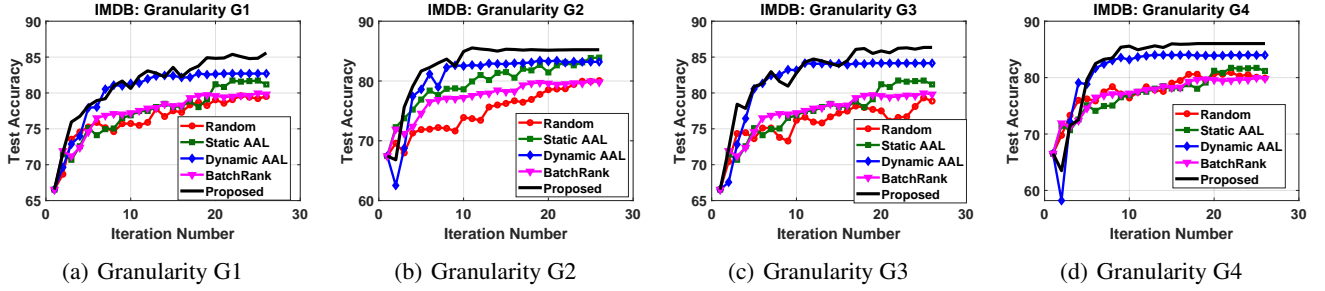 IMDB: Granularity G1
90
85
80
75
70
65
Test Accuracy
0
10
20
30
Iteration Number
Random
Static AAL
Dynamic AAL
BatchRank
Proposed
(a) Granularity G1
IMDB: Granularity G2
90
80
70
60
Test Accuracy
0
10
20
30
Iteration Number
Random
Static AAL
Dynamic AAL
BatchRank
Proposed
(b) Granularity G2
IMDB: Granularity G3
90
85
80
75
70
65
Test Accuracy
0
10
20
30
Iteration Number
Random
Static AAL
Dynamic AAL
BatchRank
Proposed
(c) Granularity G3
IMDB: Granularity G4
90
80
70
60
Test Accuracy
0
10
20
30
Iteration Number
Random
Static AAL
Dynamic AAL
BatchRank
Proposed
(d) Granularity G4